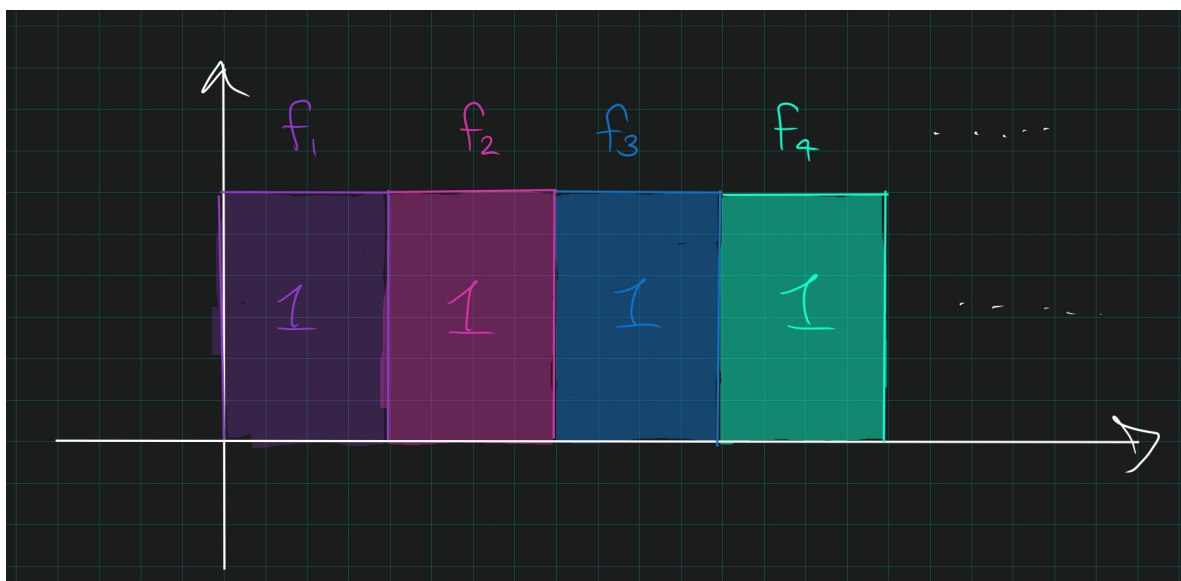 f₁ f₂ f₃ f₄ .....
1 1 1 1 .....